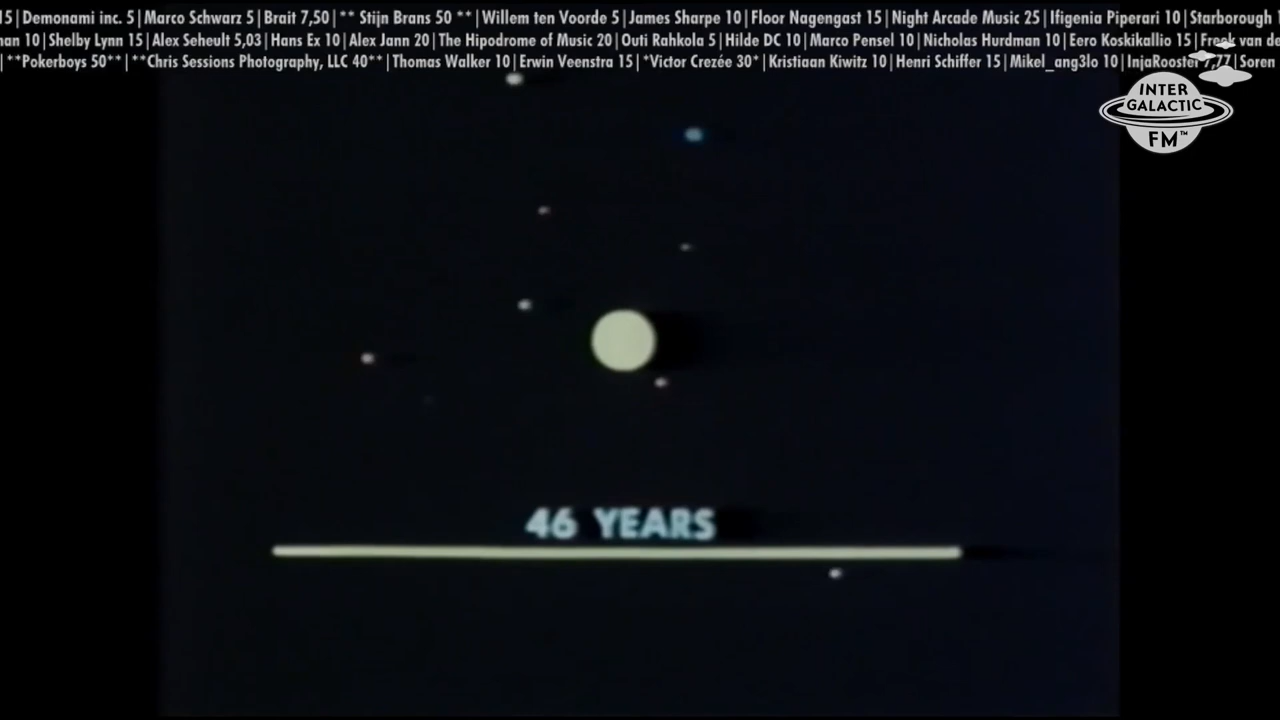 15 | Demonami inc. 5 | Marco Schwarz 5 | Brait 7,50 | ** Stijn Brans 50 ** | Willem ten Voorde 5 | James Sharpe 10 | Floor Nagengast 15 | Night Arcade Music 25 | Ifigenia Piperari 10 | Starborough
nan 10 | Shelby Lynn 15 | Alex Seheult 5,03 | Hans Ex 10 | Alex Jann 20 | The Hipodrome of Music 20 | Outi Rahkola 5 | Hilde DC 10 | Marco Pensel 10 | Nicholas Hurdman 10 | Eero Koskikallio 15 | Freek van de
| **Pokerboys 50** | **Chris Sessions Photography, LLC 40** | Thomas Walker 10 | Erwin Veenstra 15 | *Victor Crezée 30* | Kristiaan Kiwitz 10 | Henri Schiffer 15 | Mikel_ang3lo 10 | InjaRooster 7,77 | Soren
INTER
GALACTIC
FM™
46 YEARS